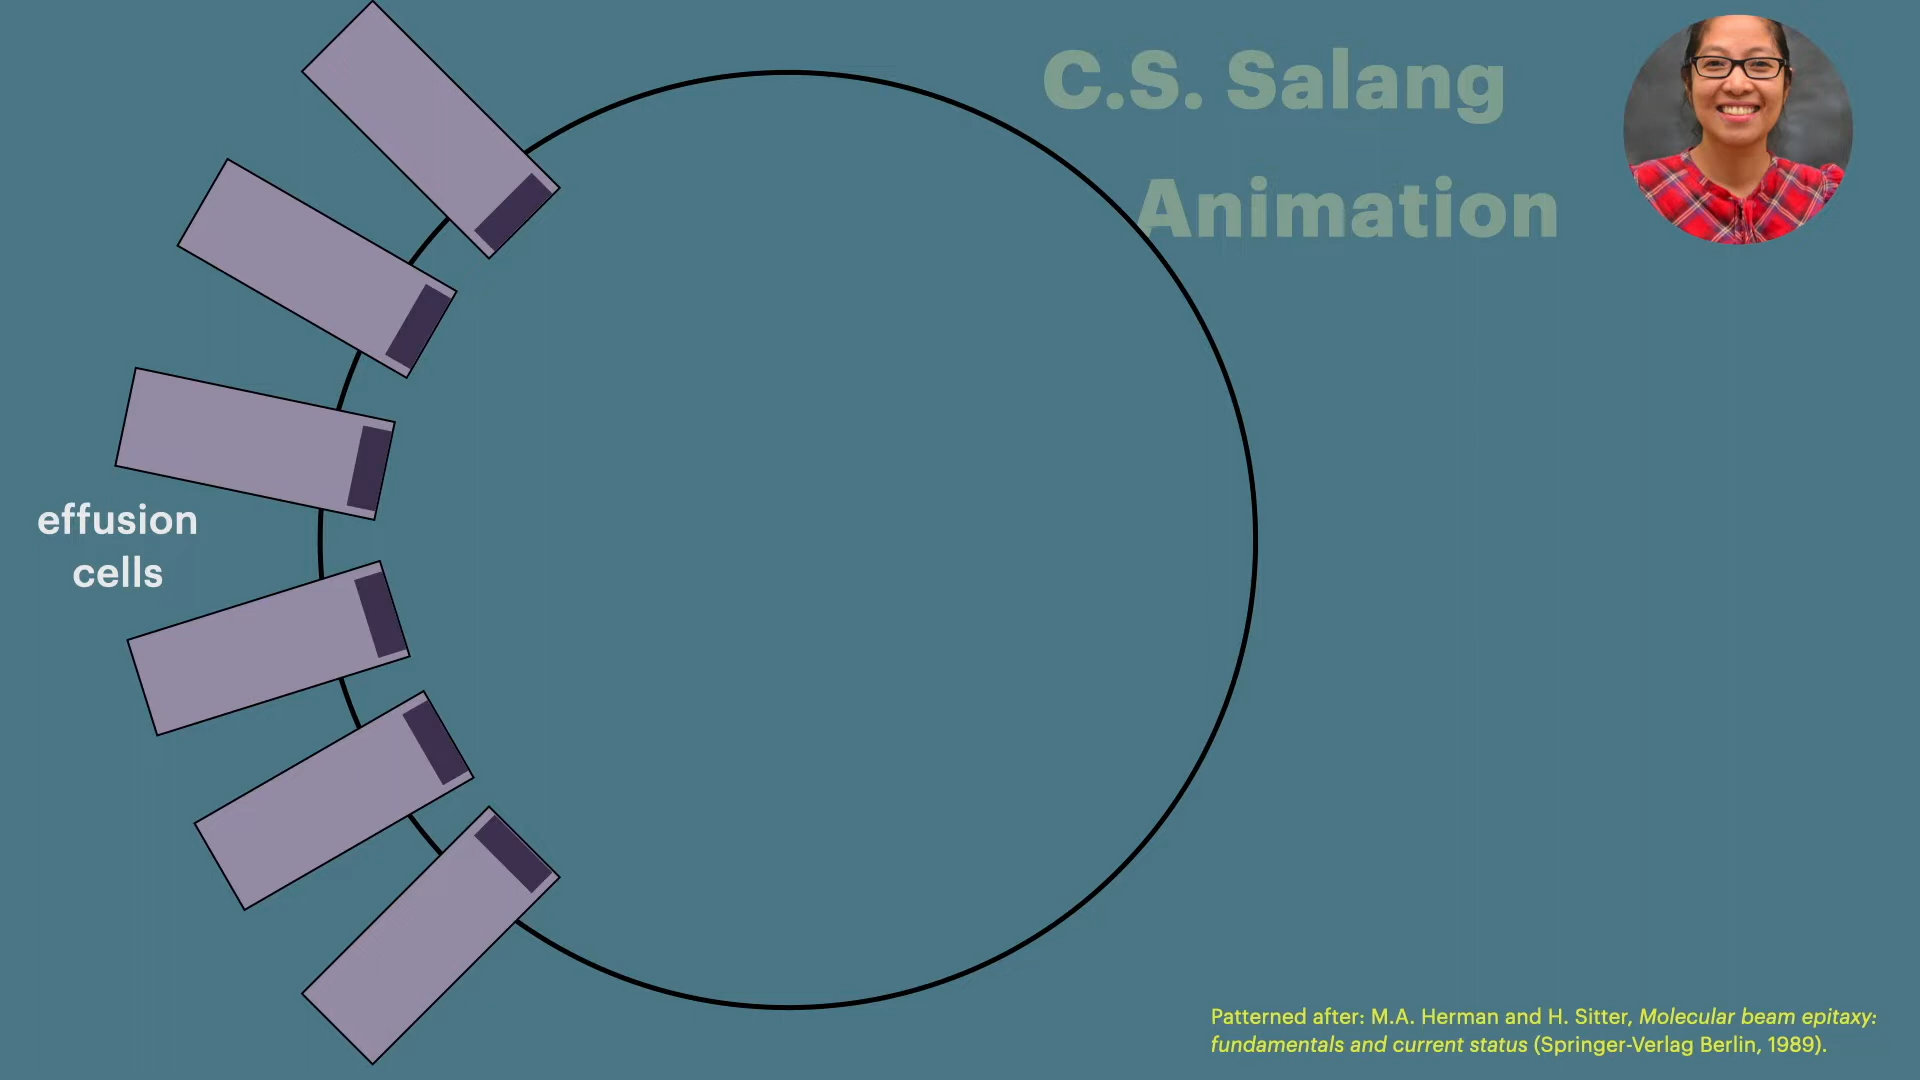 C.S. Salang
Animation
effusion
cells
Patterned after: M.A. Herman and H. Sitter, Molecular beam epitaxy:
fundamentals and current status (Springer-Verlag Berlin, 1989).